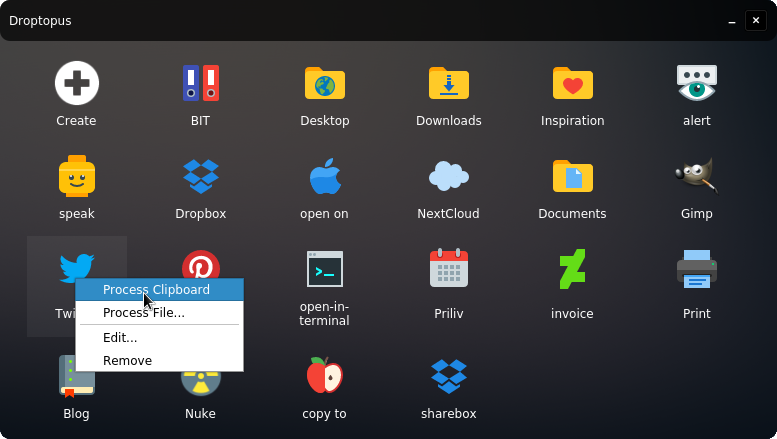 Droptopus
Create
BIT
Desktop
Downloads
Inspiration
alert
speak
Dropbox
open on
NextCloud
Documents
Gimp
open-in-
terminal
Priliv
invoice
Print
Process Clipboard
Process File...
Edit...
Remove
Blog
Nuke
copy to
sharebox